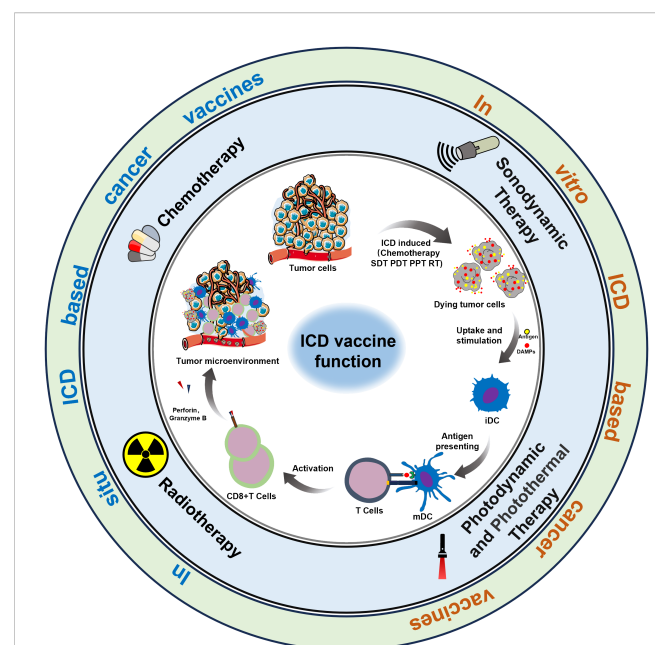 In situ ICD based cancer vaccines
In vitro ICD based cancer vaccines
Chemotherapy
Sonodynamic
Therapy
Tumor cells
ICD induced
(Chemotherapy
SDT PDT PPT RT)
Dying tumor cells
Uptake and
stimulation
Antigen
DAMPs
ICD vaccine
function
Tumor microenvironment
iDC
Perforin,
Granzyme B
Antigen
presenting
Activation
CD8+T Cells
T Cells
mDC
Radiotherapy
Photodynamic
and Photothermal
Therapy